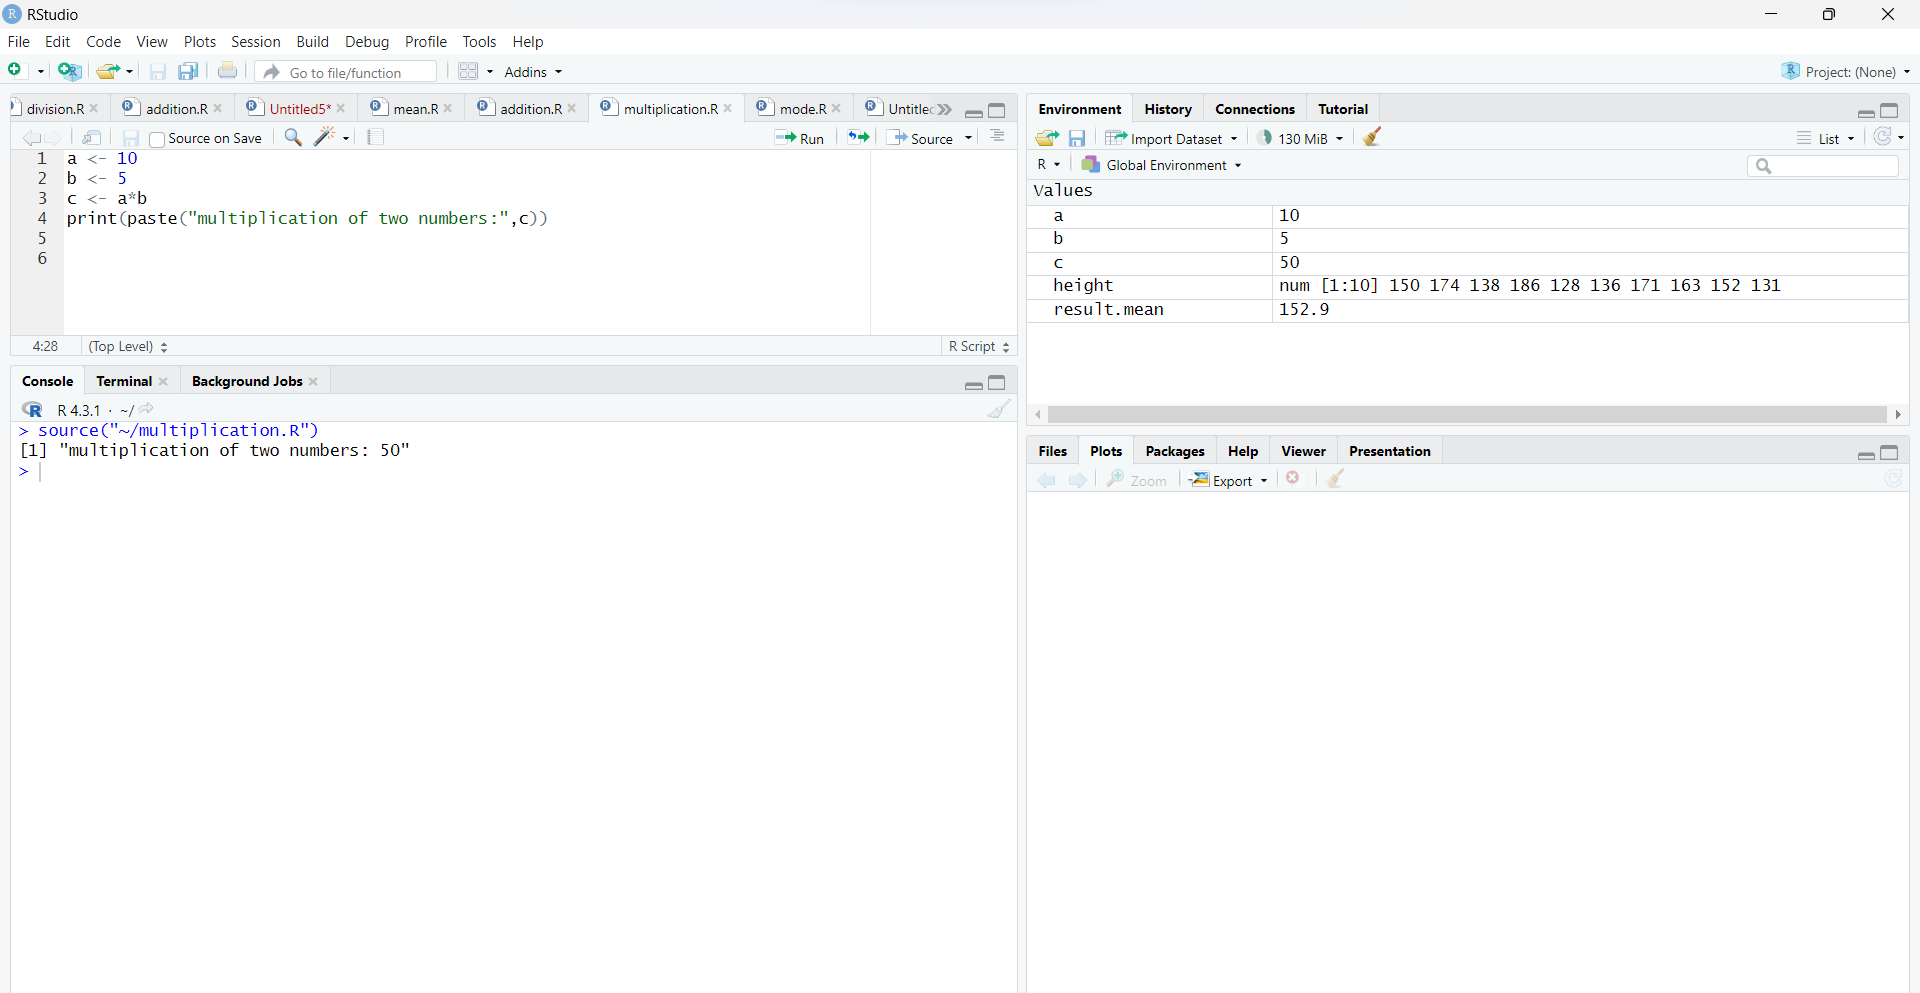 RStudio
File Edit Code View Plots Session Build Debug Profile Tools Help
Go to file/function Addins Project: (None)
division.R addition.R Untitled5* mean.R addition.R multiplication.R mode.R
Source on Save Run Source
1 a <- 10
2 b <- 5
3 c <- a*b
4 print(paste("multiplication of two numbers:",c))
5
6
4:28 (Top Level) R Script
Console Terminal Background Jobs
R 4.3.1 · ~/
> source("~/multiplication.R")
[1] "multiplication of two numbers: 50"
>
Environment History Connections Tutorial
Import Dataset 130 MiB List
R Global Environment
Values
a 10
b 5
c 50
height num [1:10] 150 174 138 186 128 136 171 163 152 131
result.mean 152.9
Files Plots Packages Help Viewer Presentation
Zoom Export